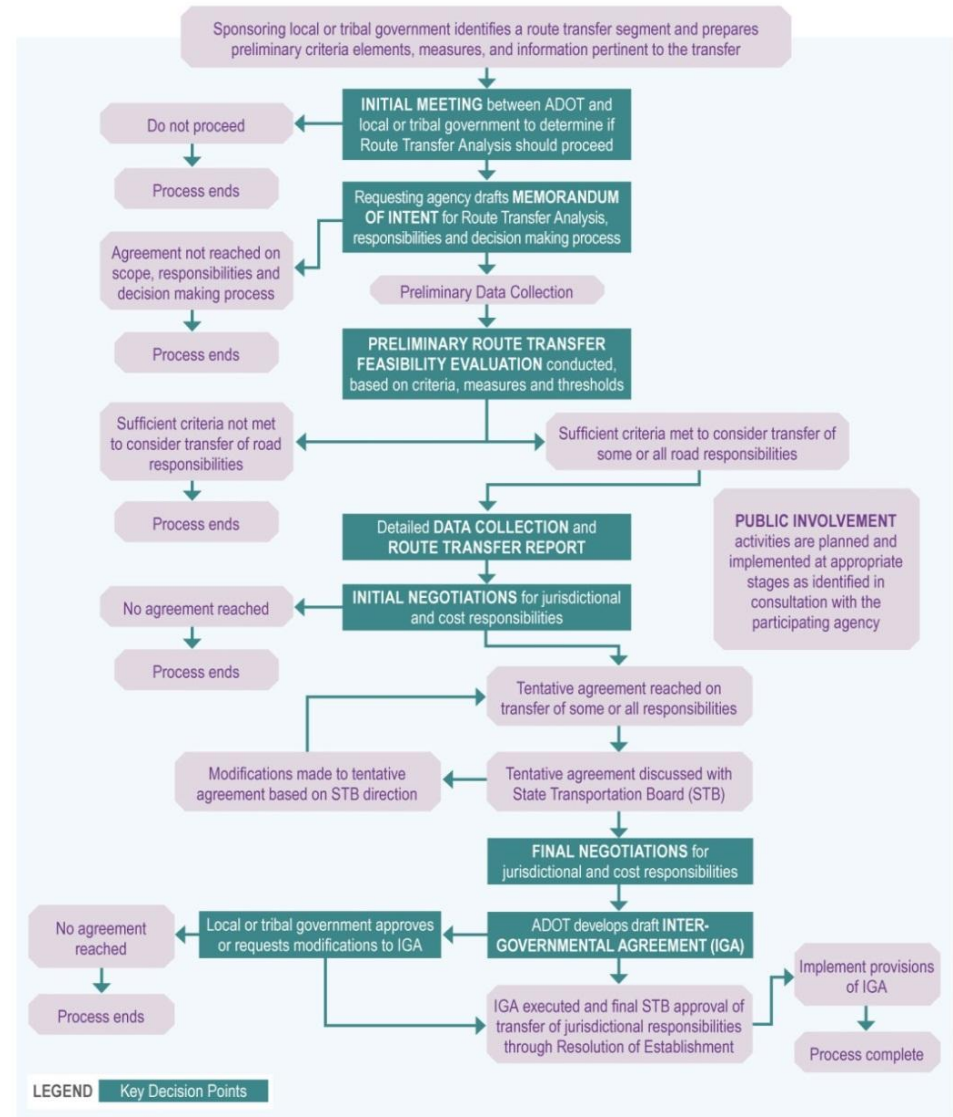 Sponsoring local or tribal government identifies a route transfer segment and prepares
preliminary criteria elements, measures, and information pertinent to the transfer
INITIAL MEETING between ADOT and
local or tribal government to determine if
Route Transfer Analysis should proceed
Do not proceed
Process ends
Requesting agency drafts MEMORANDUM
OF INTENT for Route Transfer Analysis,
responsibilities and decision making process
Agreement not reached on
scope, responsibilities and
decision making process
Process ends
Preliminary Data Collection
PRELIMINARY ROUTE TRANSFER
FEASIBILITY EVALUATION conducted,
based on criteria, measures and thresholds
Sufficient criteria not met
to consider transfer of road
responsibilities
Process ends
Sufficient criteria met to consider transfer of
some or all road responsibilities
Detailed DATA COLLECTION and
ROUTE TRANSFER REPORT
PUBLIC INVOLVEMENT
activities are planned and
implemented at appropriate
stages as identified in
consultation with the
participating agency
INITIAL NEGOTIATIONS for jurisdictional
and cost responsibilities
No agreement reached
Process ends
Tentative agreement reached on
transfer of some or all responsibilities
Tentative agreement discussed with
State Transportation Board (STB)
Modifications made to tentative
agreement based on STB direction
FINAL NEGOTIATIONS for
jurisdictional and cost responsibilities
ADOT develops draft INTER-
GOVERNMENTAL AGREEMENT (IGA)
Local or tribal government approves
or requests modifications to IGA
No agreement
reached
Process ends
IGA executed and final STB approval of
transfer of jurisdictional responsibilities
through Resolution of Establishment
Implement provisions
of IGA
Process complete
LEGEND Key Decision Points